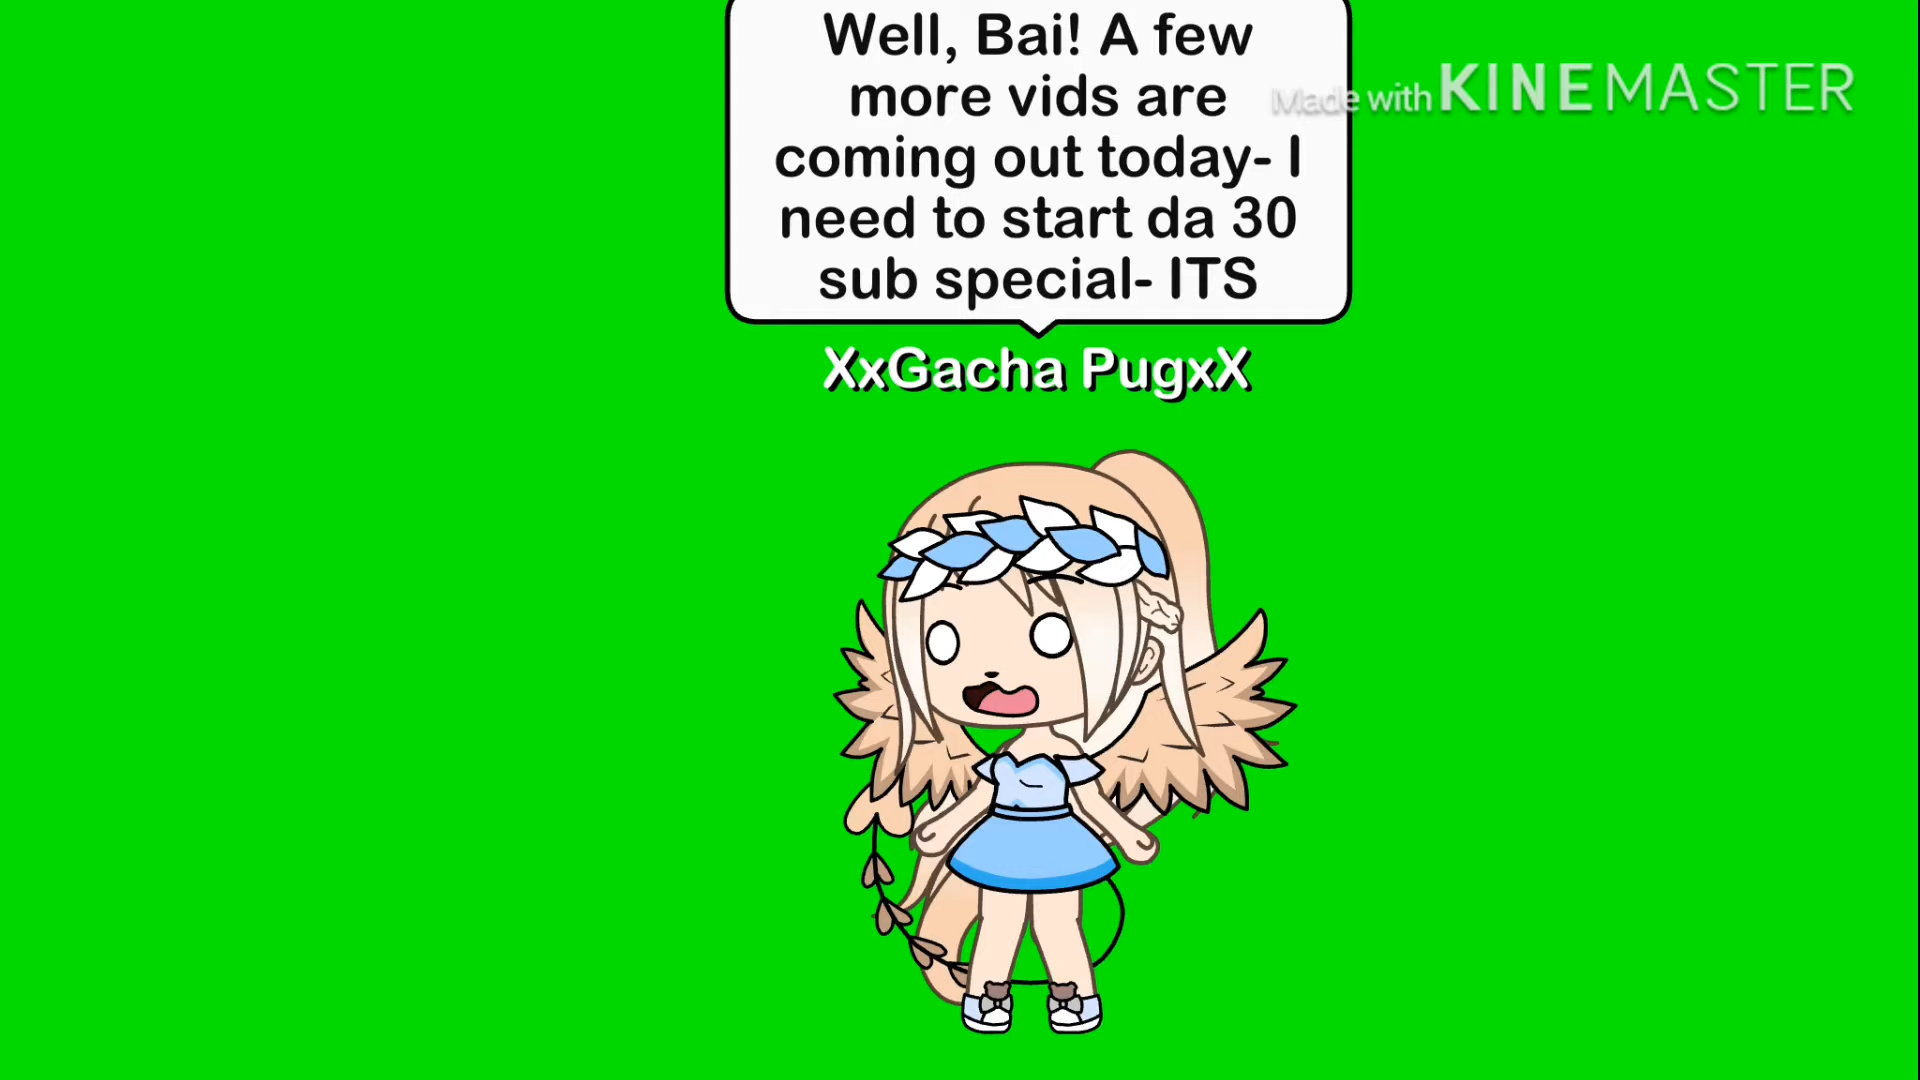 Well, Bai! A few
more vids are
coming out today- I
need to start da 30
sub special- ITS
Made with KINEMASTER
XxGacha PugxX